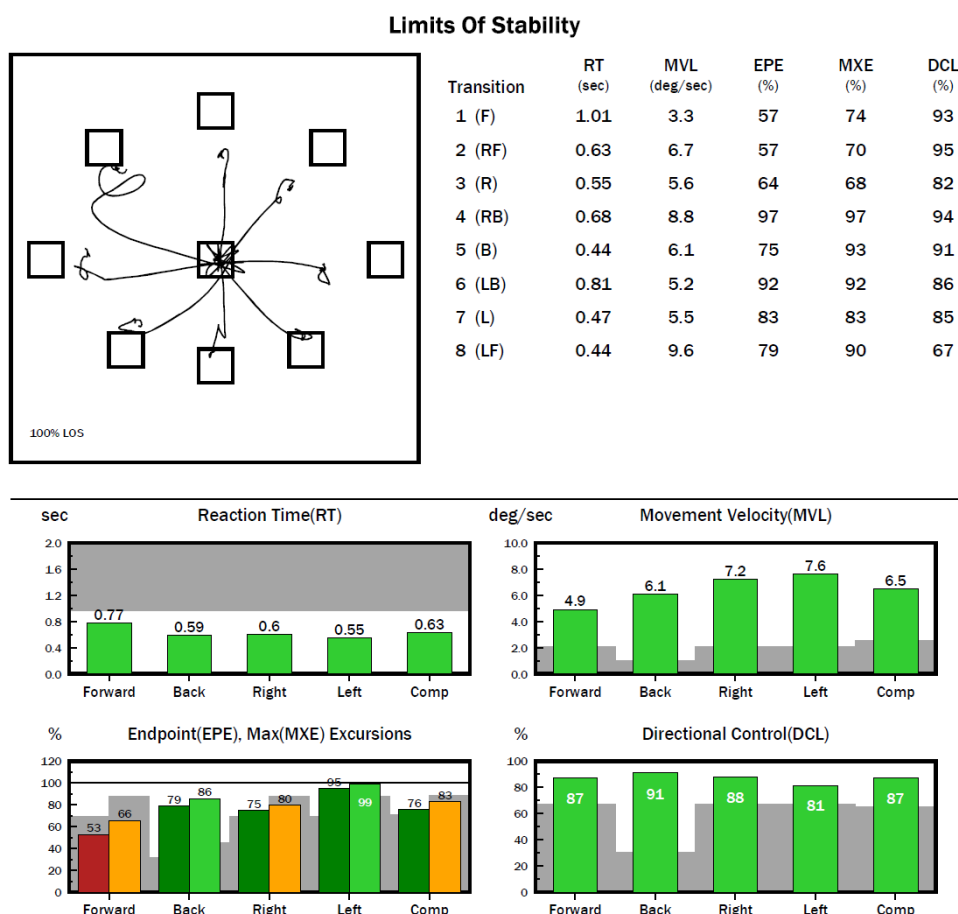 Limits Of Stability
RT MVL EPE MXE DCL
Transition (sec) (deg/sec) (%) (%) (%)
1 (F) 1.01 3.3 57 74 93
2 (RF) 0.63 6.7 57 70 95
3 (R) 0.55 5.6 64 68 82
4 (RB) 0.68 8.8 97 97 94
5 (B) 0.44 6.1 75 93 91
6 (LB) 0.81 5.2 92 92 86
7 (L) 0.47 5.5 83 83 85
8 (LF) 0.44 9.6 79 90 67
100% LOS
sec Reaction Time(RT)
2.0
1.6
1.2
0.8
0.4
0.0
0.77 0.59 0.6 0.55 0.63
Forward Back Right Left Comp
deg/sec Movement Velocity(MVL)
10.0
8.0
6.0
4.0
2.0
0.0
4.9 6.1 7.2 7.6 6.5
Forward Back Right Left Comp
% Endpoint(EPE), Max(MXE) Excursions
120
100
80
60
40
20
0
53 66 79 86 75 80 95 99 76 83
Forward Back Right Left Comp
% Directional Control(DCL)
100
80
60
40
20
0
87 91 88 81 87
Forward Back Right Left Comp